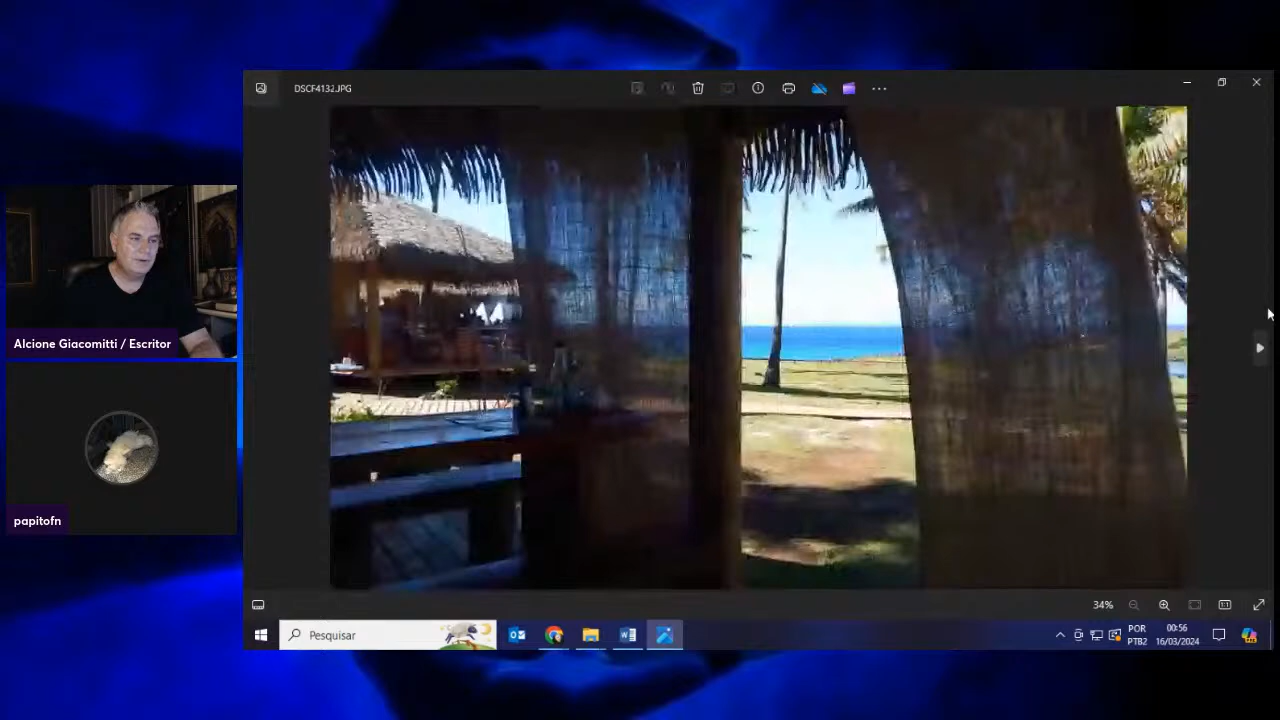 DSCF4132.JPG
Alcione Giacomitti / Escritor
papitofn
34%
Pesquisar
POR
PTB2
00:56
16/03/2024